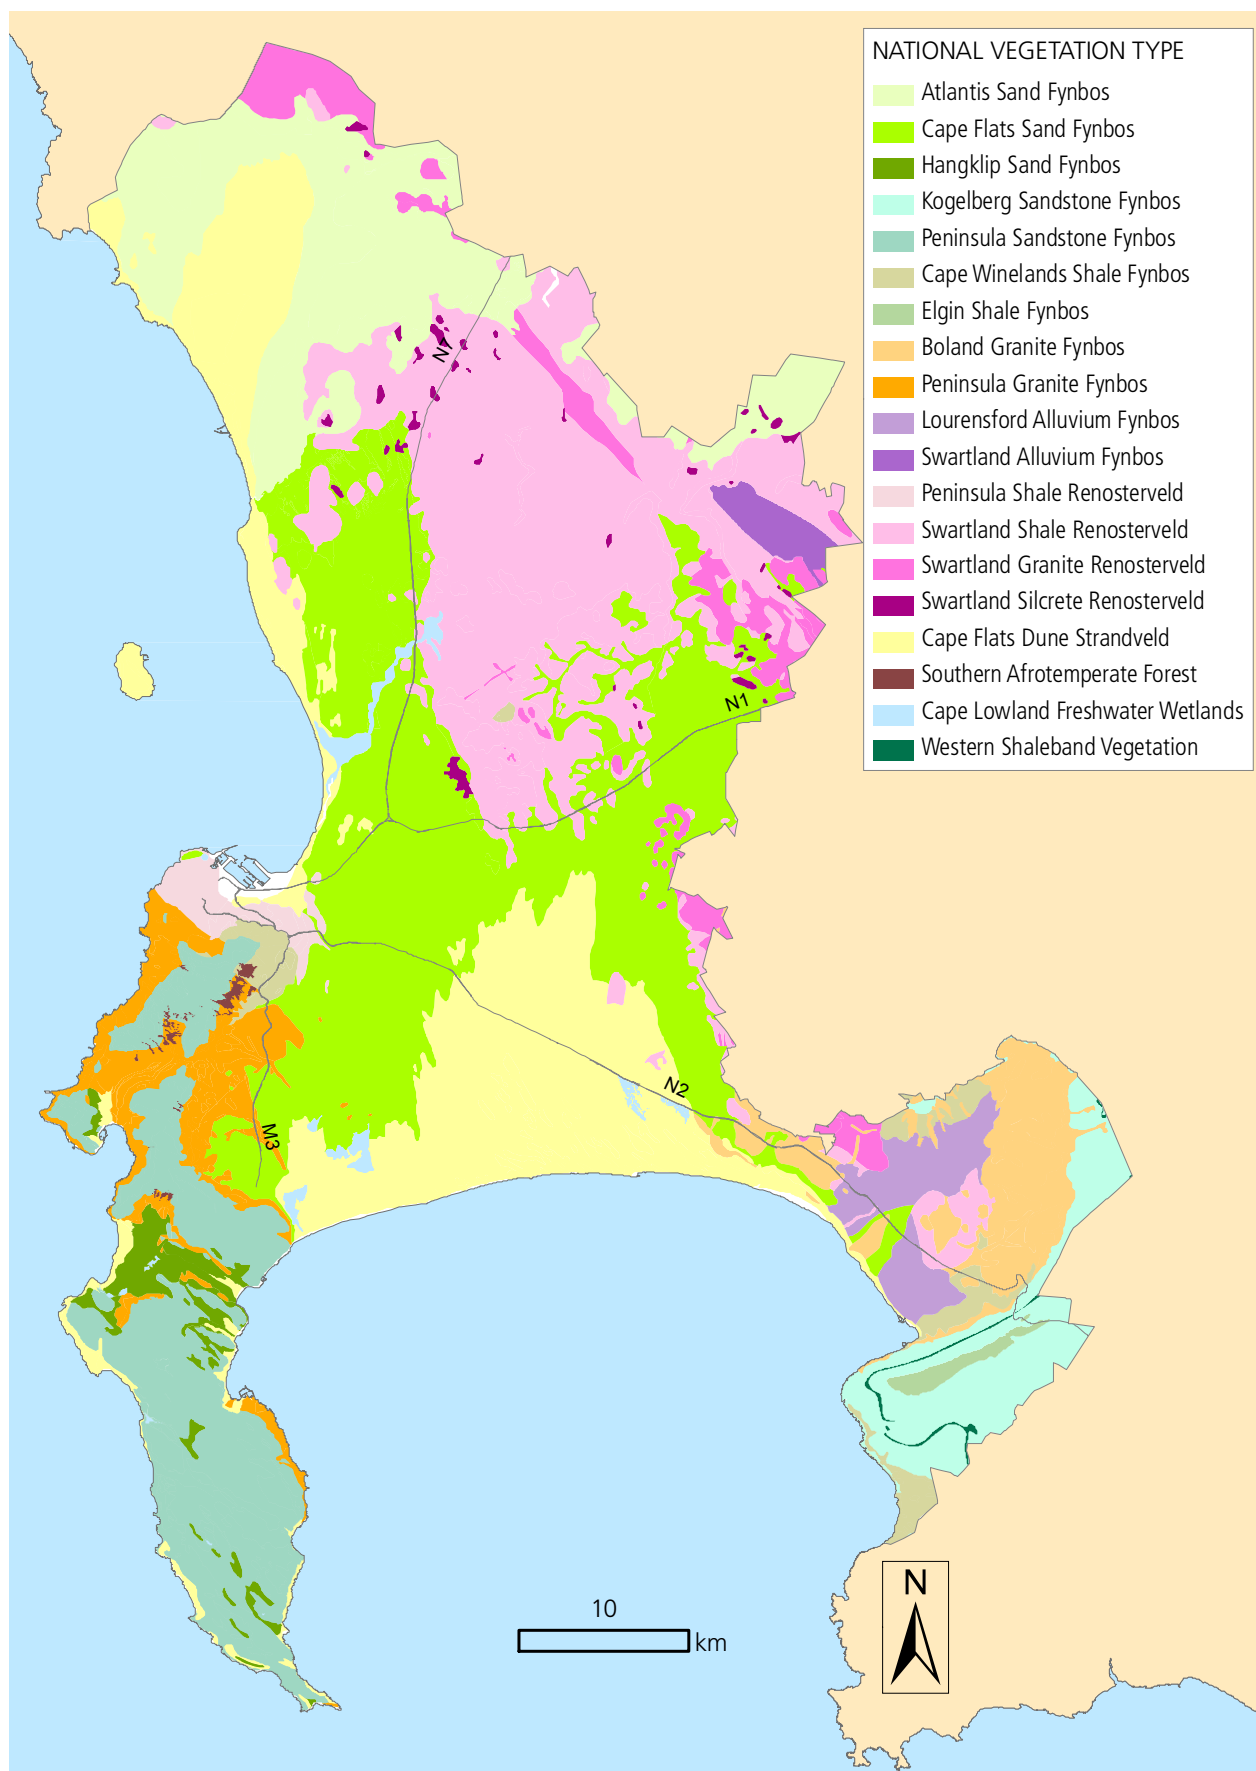 NATIONAL VEGETATION TYPE
Atlantis Sand Fynbos
Cape Flats Sand Fynbos
Hangklip Sand Fynbos
Kogelberg Sandstone Fynbos
Peninsula Sandstone Fynbos
Cape Winelands Shale Fynbos
Elgin Shale Fynbos
Boland Granite Fynbos
Peninsula Granite Fynbos
Lourensford Alluvium Fynbos
Swartland Alluvium Fynbos
Peninsula Shale Renosterveld
Swartland Shale Renosterveld
Swartland Granite Renosterveld
Swartland Silcrete Renosterveld
Cape Flats Dune Strandveld
Southern Afrotemperate Forest
Cape Lowland Freshwater Wetlands
Western Shaleband Vegetation
N7
N1
N2
M3
N
10
km